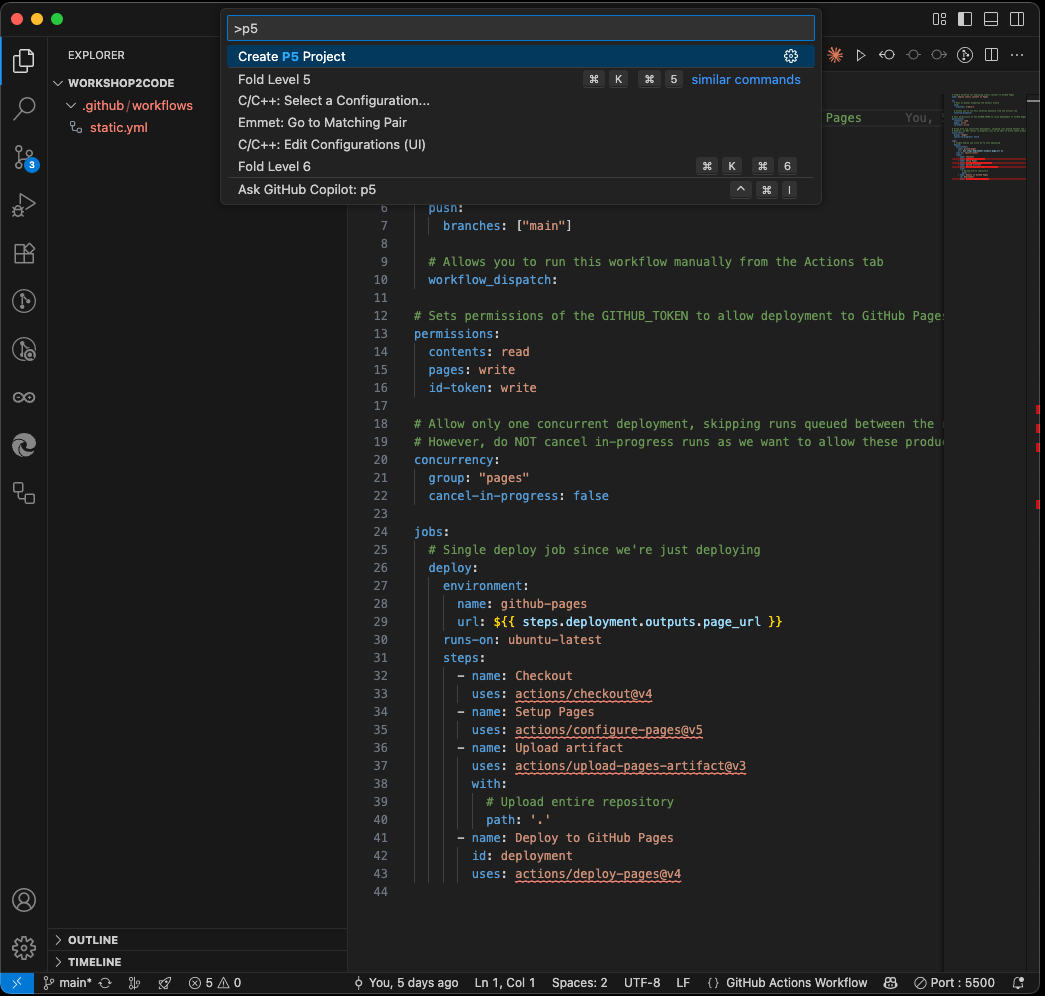 >p5
Create P5 Project
Fold Level 5 ⌘ K ⌘ 5 similar commands
C/C++: Select a Configuration...
Emmet: Go to Matching Pair
C/C++: Edit Configurations (UI)
Fold Level 6 ⌘ K ⌘ 6
Ask GitHub Copilot: p5 ^ ⌘ I
EXPLORER
WORKSHOP2CODE
.github/workflows
static.yml
3
OUTLINE
TIMELINE
Pages You,
6 push:
7 branches: ["main"]
8
9 # Allows you to run this workflow manually from the Actions tab
10 workflow_dispatch:
11
12 # Sets permissions of the GITHUB_TOKEN to allow deployment to GitHub Pages
13 permissions:
14 contents: read
15 pages: write
16 id-token: write
17
18 # Allow only one concurrent deployment, skipping runs queued between the
19 # However, do NOT cancel in-progress runs as we want to allow these produ
20 concurrency:
21 group: "pages"
22 cancel-in-progress: false
23
24 jobs:
25 # Single deploy job since we're just deploying
26 deploy:
27 environment:
28 name: github-pages
29 url: ${{ steps.deployment.outputs.page_url }}
30 runs-on: ubuntu-latest
31 steps:
32 - name: Checkout
33 uses: actions/checkout@v4
34 - name: Setup Pages
35 uses: actions/configure-pages@v5
36 - name: Upload artifact
37 uses: actions/upload-pages-artifact@v3
38 with:
39 # Upload entire repository
40 path: '.'
41 - name: Deploy to GitHub Pages
42 id: deployment
43 uses: actions/deploy-pages@v4
44
main* 5 0 You, 5 days ago Ln 1, Col 1 Spaces: 2 UTF-8 LF {} GitHub Actions Workflow Port : 5500